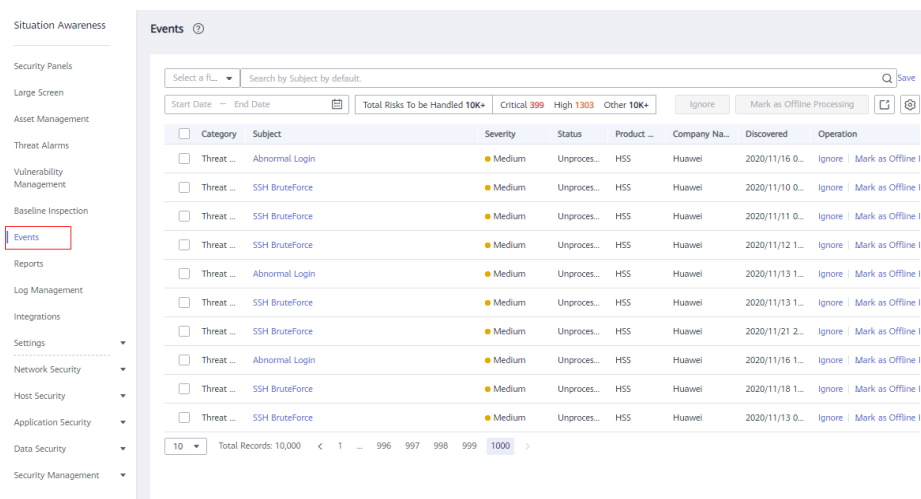 Situation Awareness
Security Panels
Large Screen
Asset Management
Threat Alarms
Vulnerability
Management
Baseline Inspection
Events
Reports
Log Management
Integrations
Settings
Network Security
Host Security
Application Security
Data Security
Security Management
Events
Select a fi... Search by Subject by default. Save
Start Date — End Date Total Risks To be Handled 10K+ Critical 399 High 1303 Other 10K+ Ignore Mark as Offline Processing
Category Subject Severity Status Product ... Company Na... Discovered Operation
Threat ... Abnormal Login Medium Unproces... HSS Huawei 2020/11/16 0... Ignore Mark as Offline
Threat ... SSH BruteForce Medium Unproces... HSS Huawei 2020/11/10 0... Ignore Mark as Offline
Threat ... SSH BruteForce Medium Unproces... HSS Huawei 2020/11/11 0... Ignore Mark as Offline
Threat ... SSH BruteForce Medium Unproces... HSS Huawei 2020/11/12 1... Ignore Mark as Offline
Threat ... Abnormal Login Medium Unproces... HSS Huawei 2020/11/13 1... Ignore Mark as Offline
Threat ... SSH BruteForce Medium Unproces... HSS Huawei 2020/11/13 1... Ignore Mark as Offline
Threat ... SSH BruteForce Medium Unproces... HSS Huawei 2020/11/21 2... Ignore Mark as Offline
Threat ... Abnormal Login Medium Unproces... HSS Huawei 2020/11/16 1... Ignore Mark as Offline
Threat ... SSH BruteForce Medium Unproces... HSS Huawei 2020/11/18 1... Ignore Mark as Offline
Threat ... SSH BruteForce Medium Unproces... HSS Huawei 2020/11/13 0... Ignore Mark as Offline
10 Total Records: 10,000 < 1 ... 996 997 998 999 1000 >